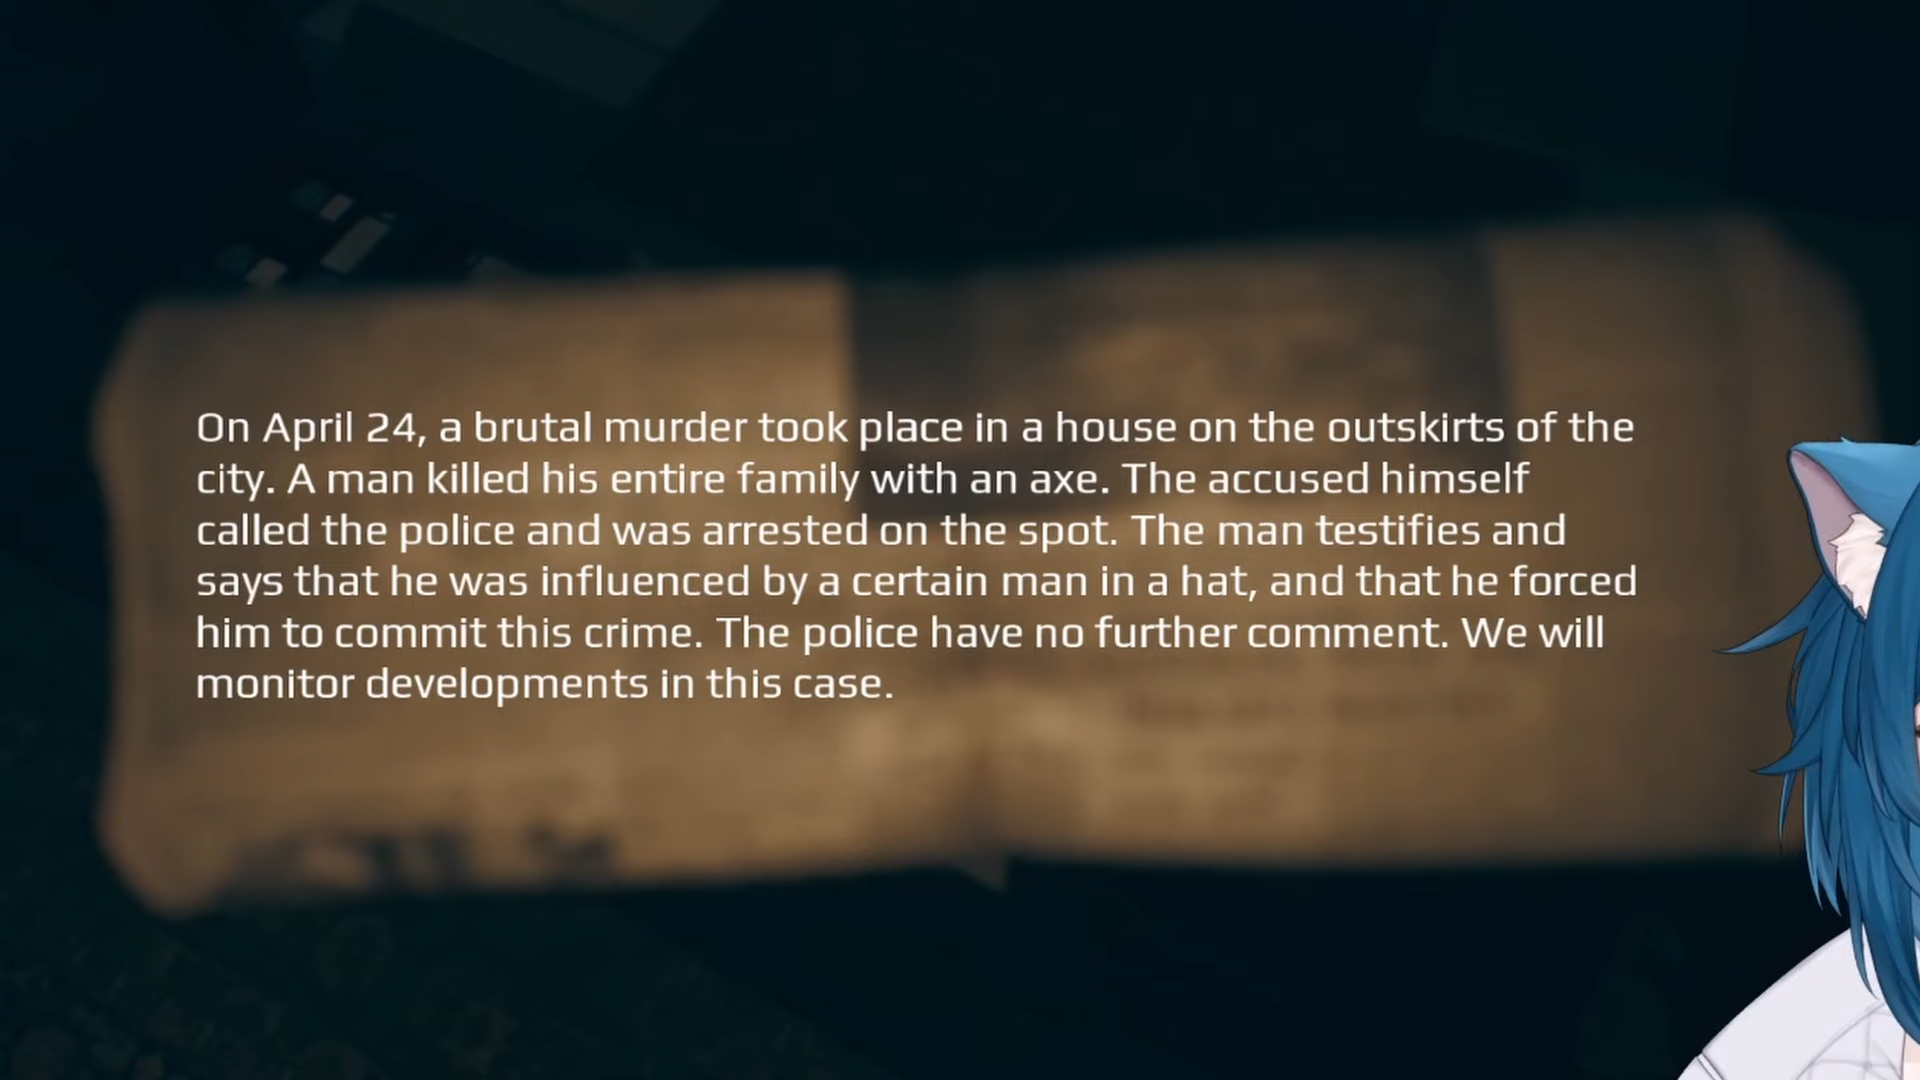 On April 24, a brutal murder took place in a house on the outskirts of the
city. A man killed his entire family with an axe. The accused himself
called the police and was arrested on the spot. The man testifies and
says that he was influenced by a certain man in a hat, and that he forced
him to commit this crime. The police have no further comment. We will
monitor developments in this case.